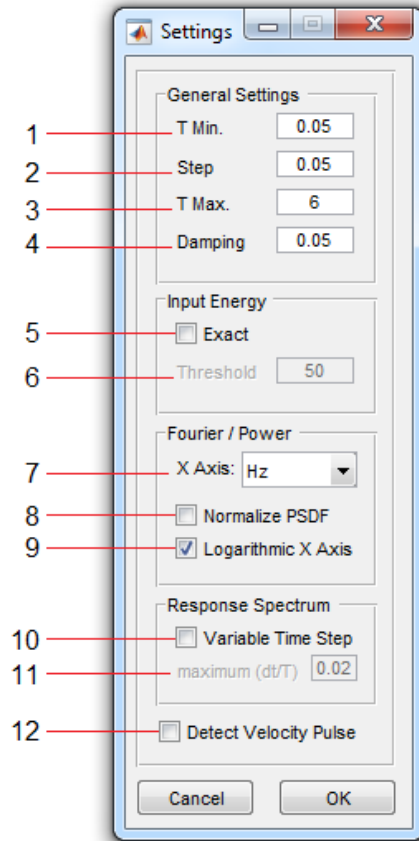 Settings
General Settings
1 T Min. 0.05
2 Step 0.05
3 T Max. 6
4 Damping 0.05
Input Energy
5 Exact
6 Threshold 50
Fourier / Power
7 X Axis: Hz
8 Normalize PSDF
9 Logarithmic X Axis
Response Spectrum
10 Variable Time Step
11 maximum (dt/T) 0.02
12 Detect Velocity Pulse
Cancel OK